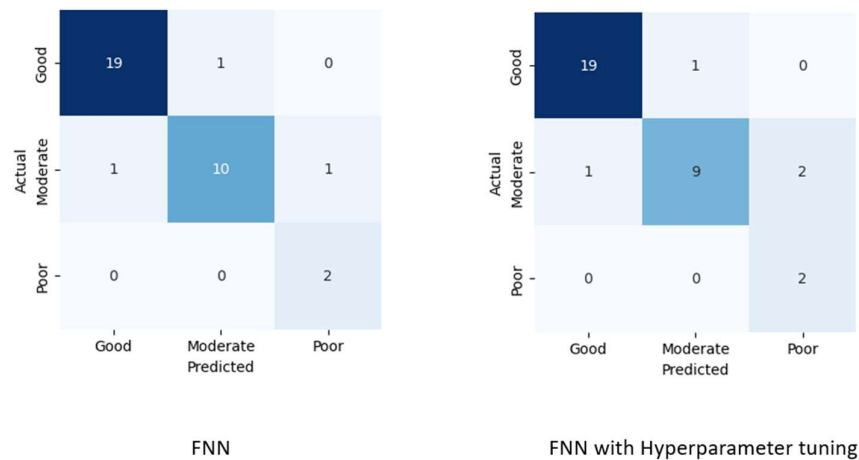 Good 19 1 0
Actual
Moderate 1 10 1
Poor 0 0 2
Good Moderate Poor
Predicted
FNN
Good 19 1 0
Actual
Moderate 1 9 2
Poor 0 0 2
Good Moderate Poor
Predicted
FNN with Hyperparameter tuning